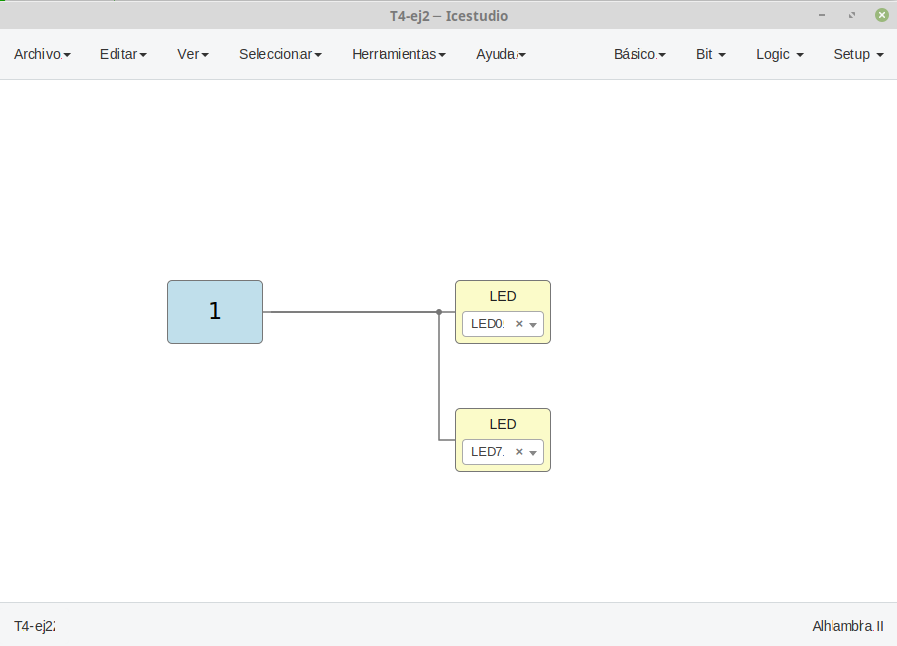 T4-ej2 – Icestudio
Archivo Editar Ver Seleccionar Herramientas Ayuda Básico Bit Logic Setup
1
LED
LED0
LED
LED7
T4-ej2
Alhambra II